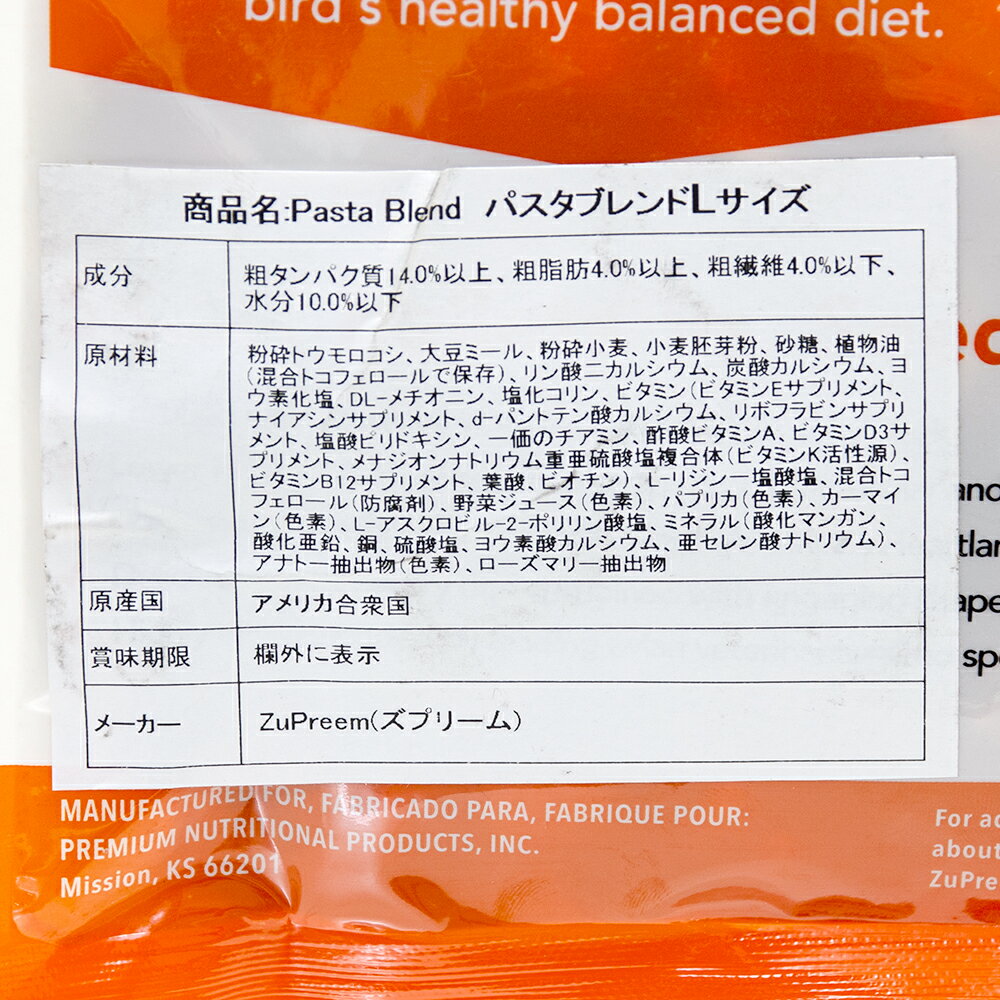 bird's healthy balanced diet.
商品名:Pasta Blend パスタブレンドLサイズ
成分
粗タンパク質14.0%以上、粗脂肪4.0%以上、粗繊維4.0%以下、
水分10.0%以下
原材料
粉砕トウモロコシ、大豆ミール、粉砕小麦、小麦胚芽粉、砂糖、植物油
(混合トコフェロールで保存)、リン酸二カルシウム、炭酸カルシウム、ヨ
ウ素化塩、DL-メチオニン、塩化コリン、ビタミン(ビタミンEサプリメント、
ナイアシンサプリメント、d-パントテン酸カルシウム、リボフラビンサプリ
メント、塩酸ピリドキシン、一価のチアミン、酢酸ビタミンA、ビタミンD3サ
プリメント、メナジオンナトリウム重亜硫酸塩複合体(ビタミンK活性源)、
ビタミンB12サプリメント、葉酸、ビオチン)、L-リジン一塩酸塩、混合トコ
フェロール(防腐剤)、野菜ジュース(色素)、パプリカ(色素)、カーマイ
ン(色素)、L-アスクロビル-2-ポリリン酸塩、ミネラル(酸化マンガン、
酸化亜鉛、銅、硫酸塩、ヨウ素酸カルシウム、亜セレン酸ナトリウム)、
アナトー抽出物(色素)、ローズマリー抽出物
原産国
アメリカ合衆国
賞味期限
欄外に表示
メーカー
ZuPreem(ズプリーム)
MANUFACTURED FOR, FABRICADO PARA, FABRIQUE POUR:
PREMIUM NUTRITIONAL PRODUCTS, INC.
Mission, KS 66201
For ad
about
ZuPre